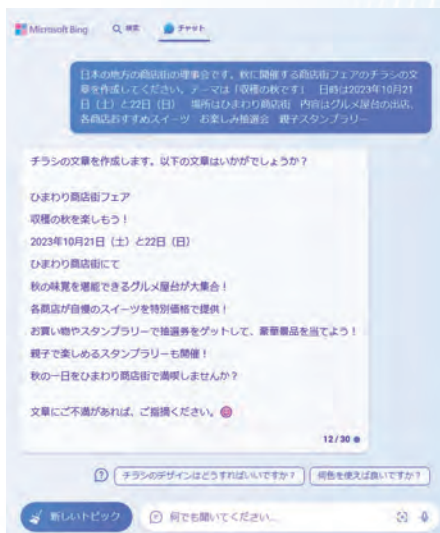 Microsoft Bing
検索
チャット
日本の地方の商店街の理事会です。秋に開催する商店街フェアのチラシの文
章を作成してください。テーマは「収穫の秋です」 日時は2023年10月21
日（土）と22日（日） 場所はひまわり商店街 内容はグルメ屋台の出店、
各商店おすすめスイーツ お楽しみ抽選会 親子スタンプラリー
チラシの文章を作成します。以下の文章はいかがでしょうか？
ひまわり商店街フェア
収穫の秋を楽しもう！
2023年10月21日（土）と22日（日）
ひまわり商店街にて
秋の味覚を堪能できるグルメ屋台が大集合！
各商店が自慢のスイーツを特別価格で提供！
お買い物やスタンプラリーで抽選券をゲットして、豪華景品を当てよう！
親子で楽しめるスタンプラリーも開催！
秋の一日をひまわり商店街で満喫しませんか？
文章にご不満があれば、ご指摘ください。😊
12/30
チラシのデザインはどうすればいいですか？
何色を使えば良いですか？
新しいトピック
何でも聞いてください...